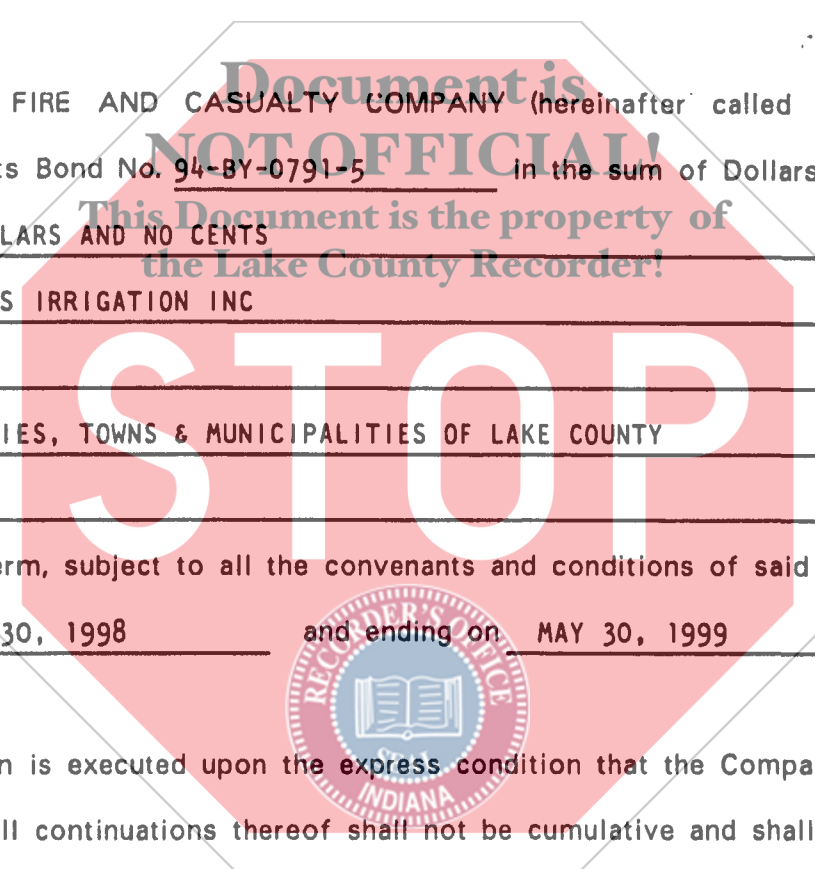 Document is
FIRE AND CASUALTY COMPANY (hereinafter called
NOT OFFICIAL!
ts Bond No. 94-BY-0791-5 in the sum of Dollars
This Document is the property of
LARS AND NO CENTS
the Lake County Recorder!
S IRRIGATION INC
STOP
IES, TOWNS & MUNICIPALITIES OF LAKE COUNTY
erm, subject to all the convenants and conditions of said
30, 1998 and ending on MAY 30, 1999
RECORDER'S OFFICE
SEAL
INDIANA
n is executed upon the express condition that the Compa
ll continuations thereof shall not be cumulative and shall